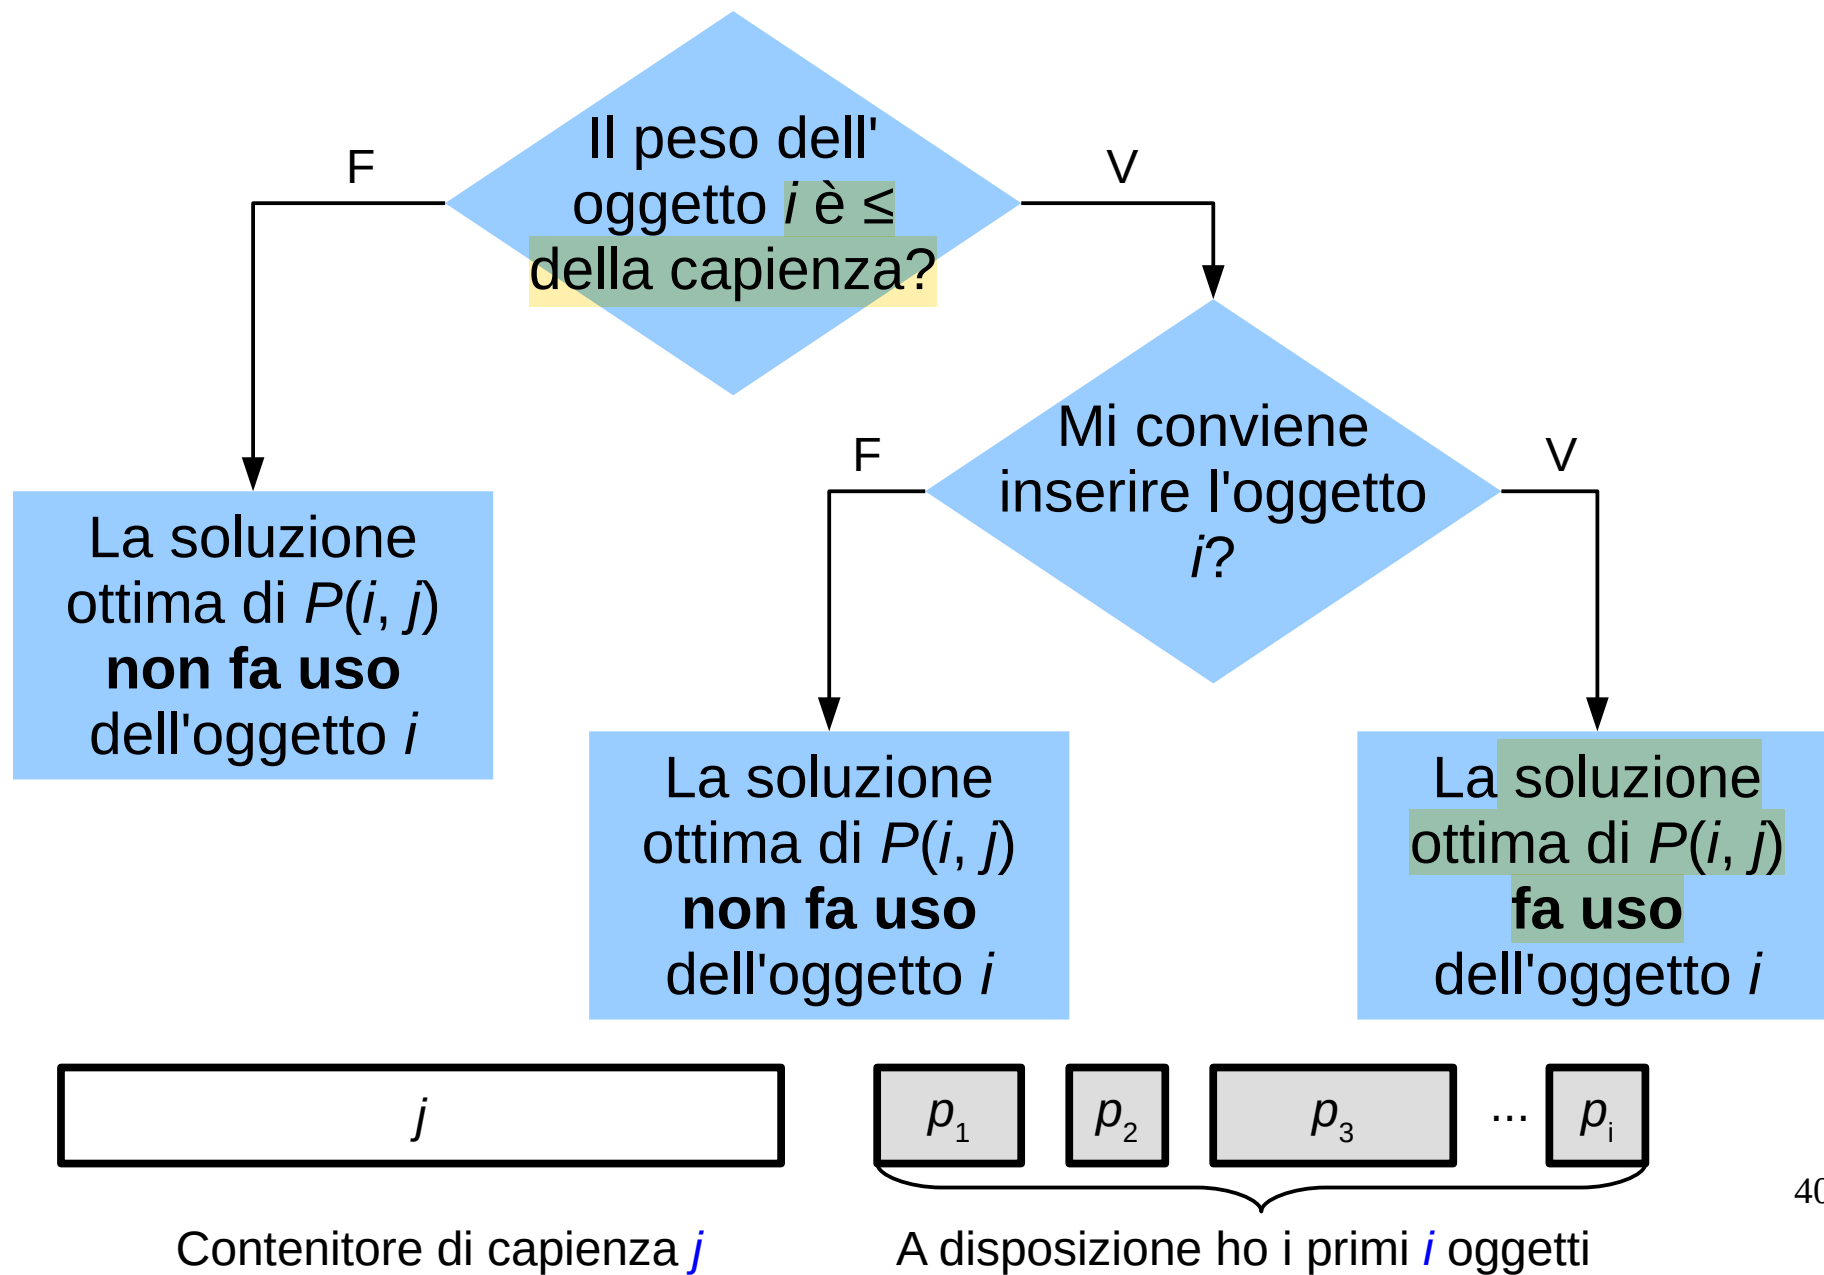 Il peso dell'
oggetto i è ≤
della capienza?
F
V
Mi conviene
inserire l'oggetto
i?
F
V
La soluzione
ottima di P(i, j)
non fa uso
dell'oggetto i
La soluzione
ottima di P(i, j)
non fa uso
dell'oggetto i
La soluzione
ottima di P(i, j)
fa uso
dell'oggetto i
j
p1
p2
p3
...
pi
40
Contenitore di capienza j
A disposizione ho i primi i oggetti